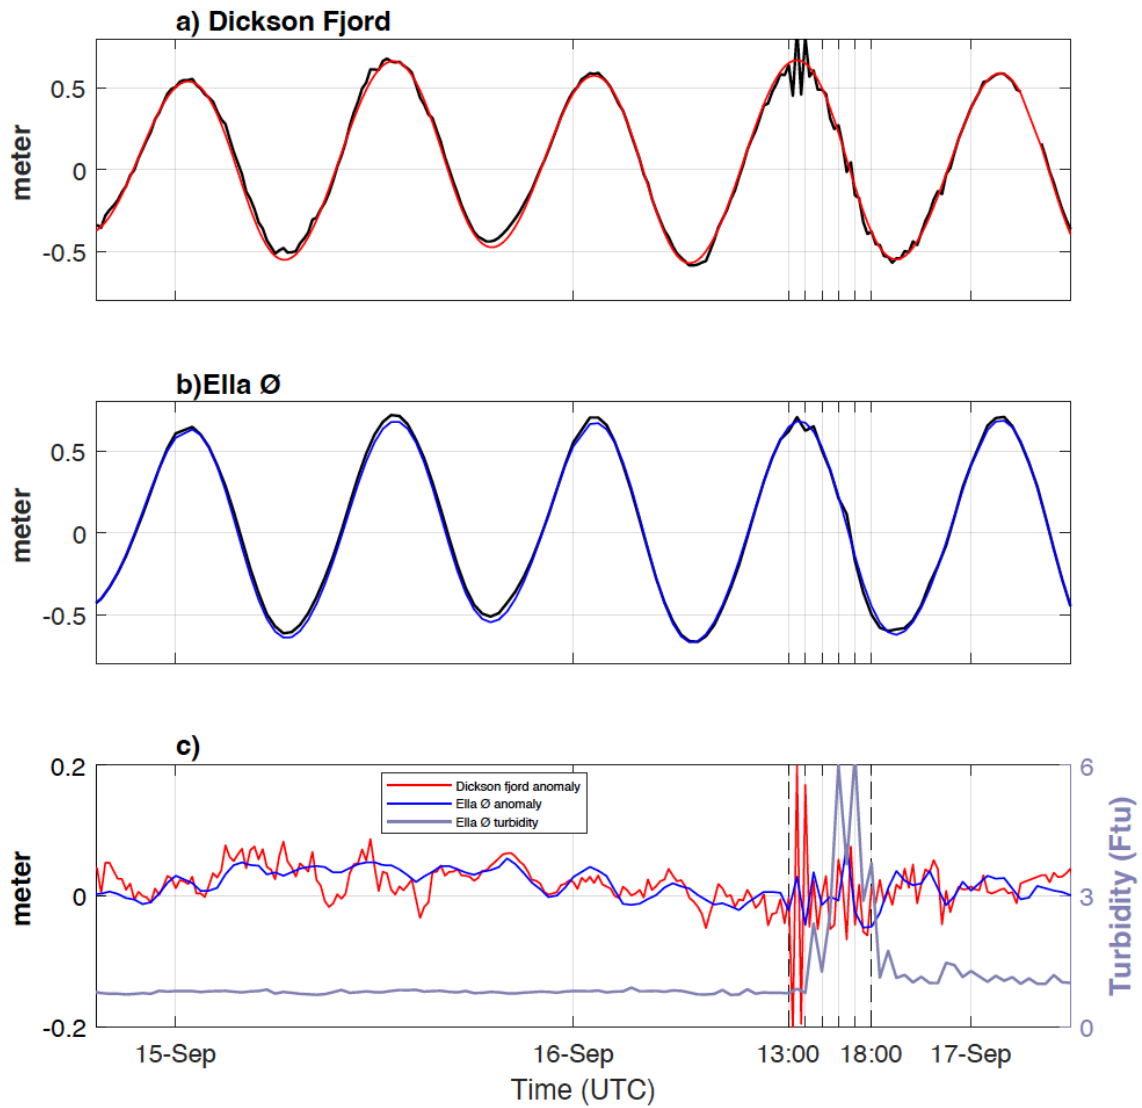 a) Dickson Fjord
0.5
0
-0.5
meter
b)Ella Ø
0.5
0
-0.5
meter
c)
0.2
0
-0.2
meter
Dickson fjord anomaly
Ella Ø anomaly
Ella Ø turbidity
6
3
0
Turbidity (Ftu)
15-Sep 16-Sep 13:00 18:00 17-Sep
Time (UTC)